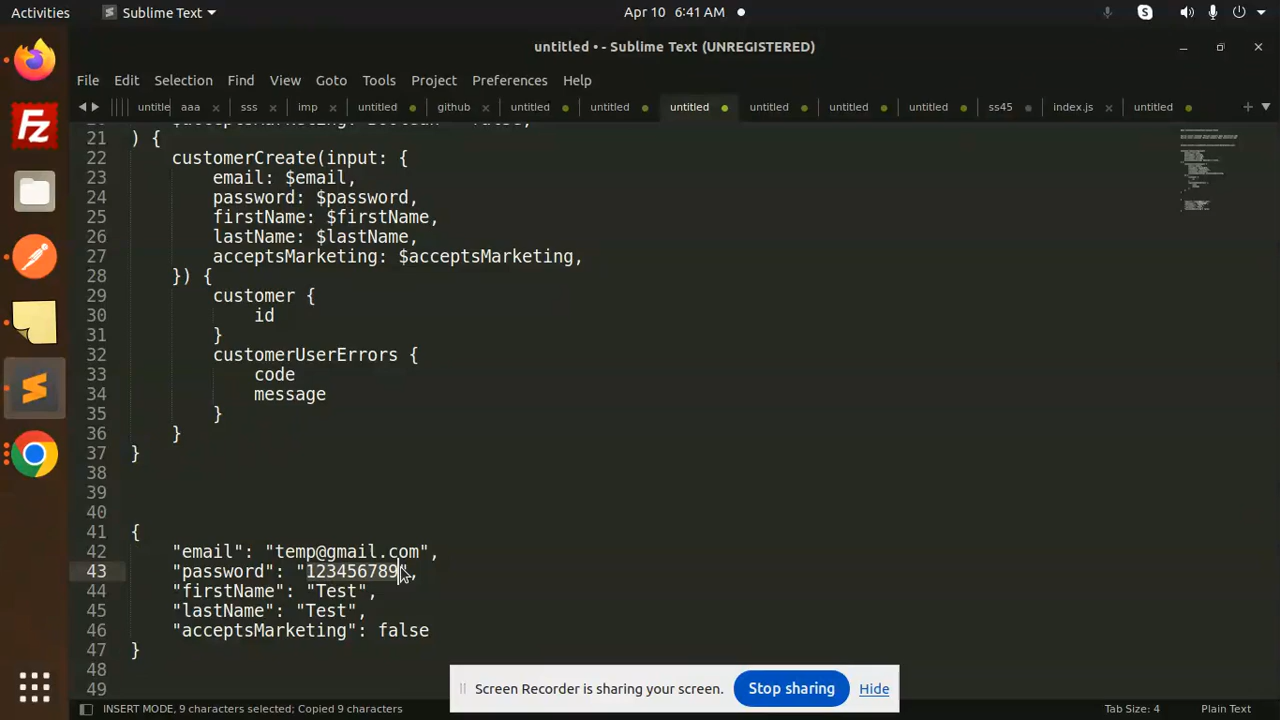 Activities Sublime Text Apr 10 6:41 AM
untitled • - Sublime Text (UNREGISTERED)
File Edit Selection Find View Goto Tools Project Preferences Help
untitle aaa sss imp untitled github untitled untitled untitled untitled untitled untitled ss45 index.js untitled
21 ) {
22 customerCreate(input: {
23 email: $email,
24 password: $password,
25 firstName: $firstName,
26 lastName: $lastName,
27 acceptsMarketing: $acceptsMarketing,
28 }) {
29 customer {
30 id
31 }
32 customerUserErrors {
33 code
34 message
35 }
36 }
37 }
38
39
40
41 {
42 "email": "temp@gmail.com",
43 "password": "123456789",
44 "firstName": "Test",
45 "lastName": "Test",
46 "acceptsMarketing": false
47 }
48
49
Screen Recorder is sharing your screen. Stop sharing Hide
INSERT MODE, 9 characters selected; Copied 9 characters Tab Size: 4 Plain Text